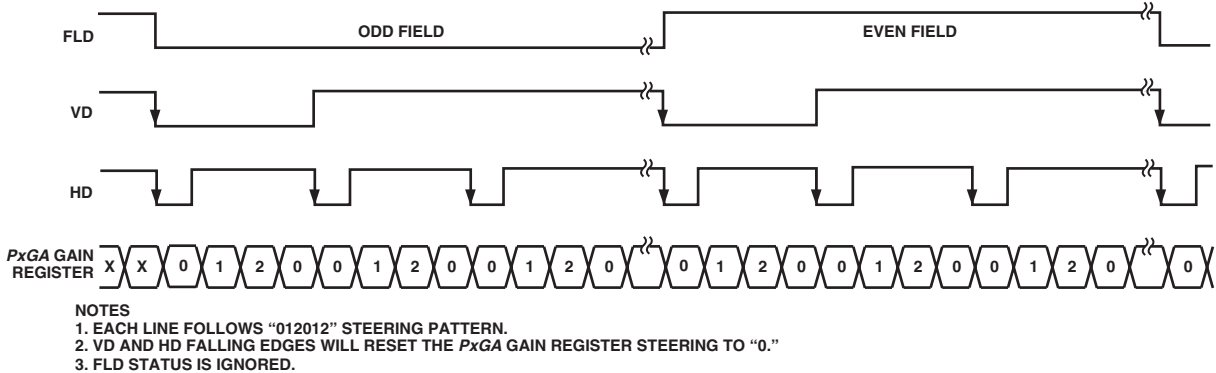 FLD
ODD FIELD
EVEN FIELD
VD
HD
PxGA GAIN
REGISTER
X X 0 1 2 0 0 1 2 0 0 1 2 0 0 1 2 0 0 1 2 0 0 1 2 0 0
NOTES
1. EACH LINE FOLLOWS “012012” STEERING PATTERN.
2. VD AND HD FALLING EDGES WILL RESET THE PxGA GAIN REGISTER STEERING TO “0.”
3. FLD STATUS IS IGNORED.